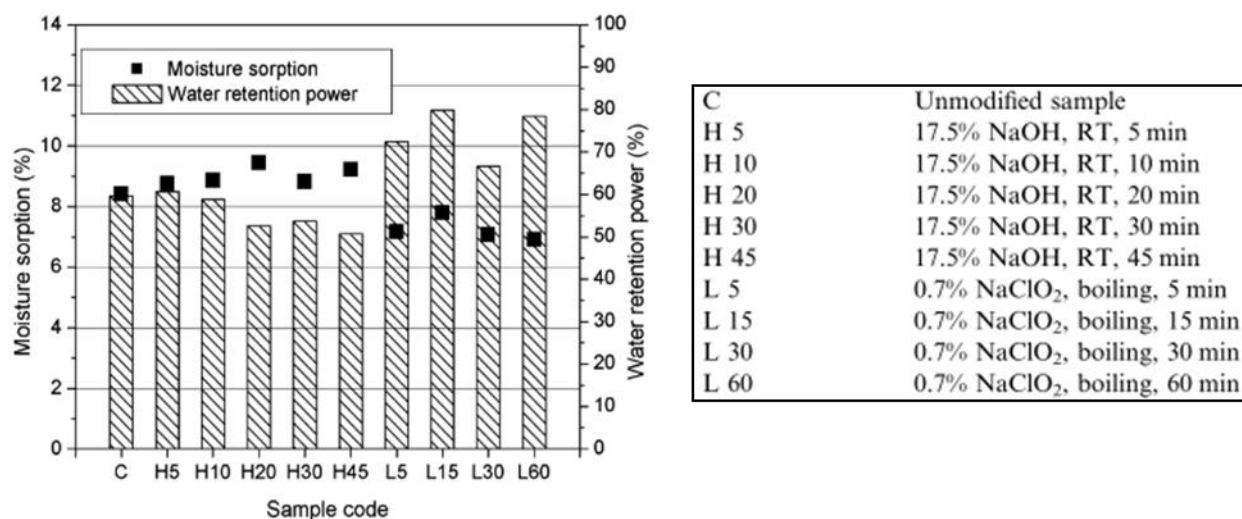 Moisture sorption (%)
14
12
10
8
6
4
2
0
Moisture sorption
Water retention power
100
90
80
70
60
50
40
30
20
10
0
Water retention power (%)
C H5 H10 H20 H30 H45 L5 L15 L30 L60
Sample code
C Unmodified sample
H 5 17.5% NaOH, RT, 5 min
H 10 17.5% NaOH, RT, 10 min
H 20 17.5% NaOH, RT, 20 min
H 30 17.5% NaOH, RT, 30 min
H 45 17.5% NaOH, RT, 45 min
L 5 0.7% NaClO₂, boiling, 5 min
L 15 0.7% NaClO₂, boiling, 15 min
L 30 0.7% NaClO₂, boiling, 30 min
L 60 0.7% NaClO₂, boiling, 60 min